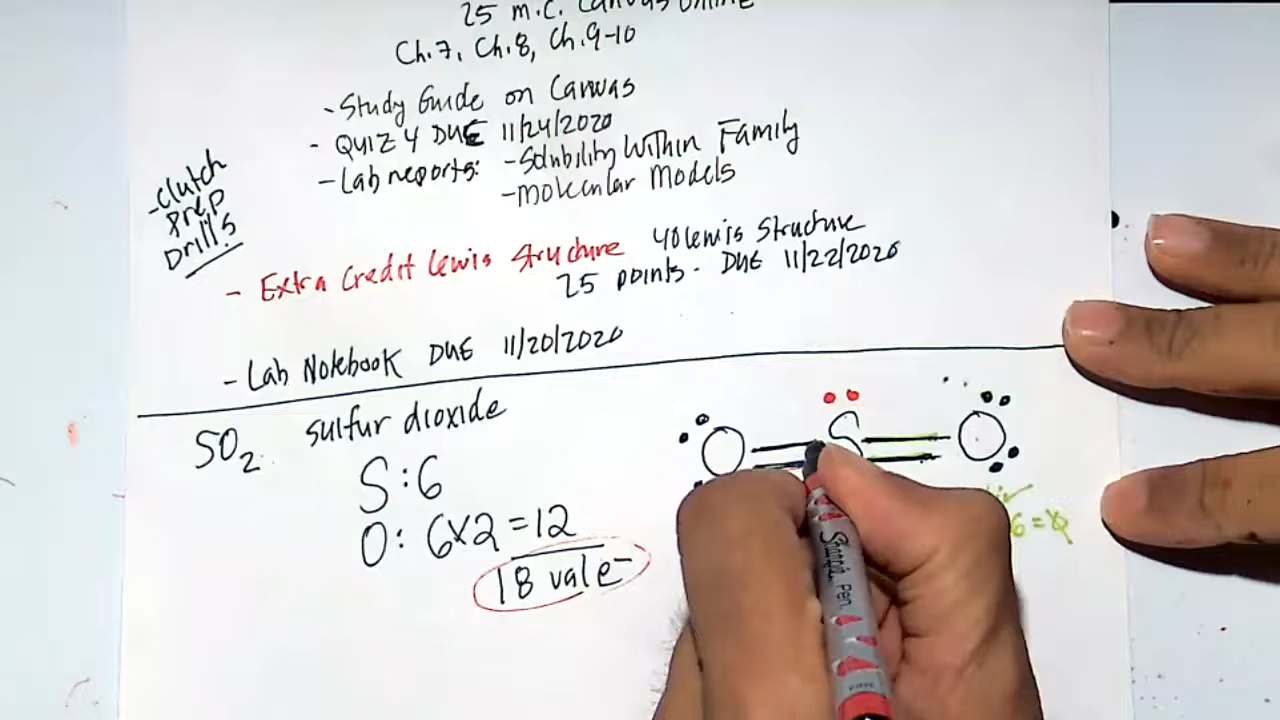 25 m.c. Canvas Online
Ch.7, Ch.8, Ch.9-10
- Study Guide on Canvas
- Quiz 4 DUE 11/24/2020
- Lab reports: - Solubility Within Family
- Molecular Models
- Clutch
Prep
Drills
- Extra Credit Lewis Structure 40 Lewis Structure
25 points - DUE 11/22/2020
- Lab Notebook DUE 11/20/2020
SO2 sulfur dioxide
S: 6
O: 6x2 = 12
18 val e-
O S O
6 =
Sharpie Pen